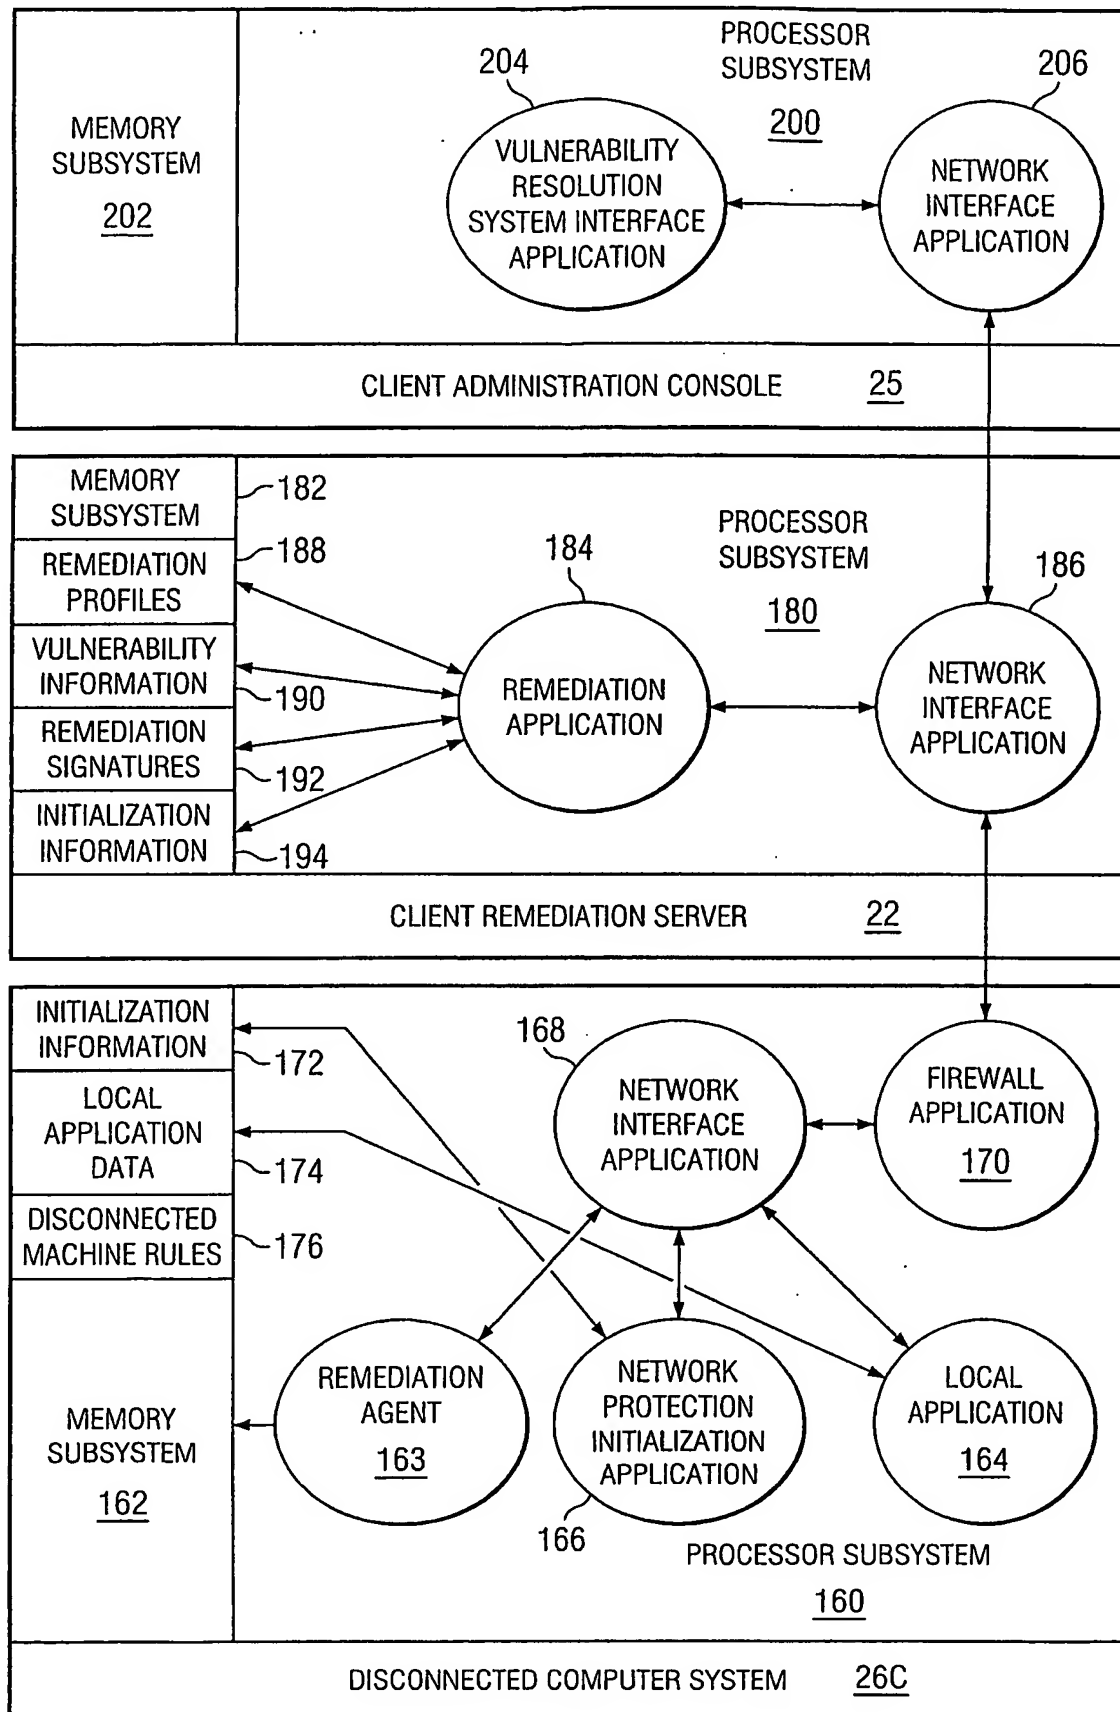 PROCESSOR
SUBSYSTEM
200
204
206
MEMORY
SUBSYSTEM
202
VULNERABILITY
RESOLUTION
SYSTEM INTERFACE
APPLICATION
NETWORK
INTERFACE
APPLICATION
CLIENT ADMINISTRATION CONSOLE 25
MEMORY
SUBSYSTEM
182
REMEDIATION
PROFILES
188
VULNERABILITY
INFORMATION
190
REMEDIATION
SIGNATURES
192
INITIALIZATION
INFORMATION
194
184
REMEDIATION
APPLICATION
PROCESSOR
SUBSYSTEM
180
186
NETWORK
INTERFACE
APPLICATION
CLIENT REMEDIATION SERVER 22
INITIALIZATION
INFORMATION
172
LOCAL
APPLICATION
DATA
174
DISCONNECTED
MACHINE RULES
176
168
NETWORK
INTERFACE
APPLICATION
FIREWALL
APPLICATION
170
MEMORY
SUBSYSTEM
162
REMEDIATION
AGENT
163
NETWORK
PROTECTION
INITIALIZATION
APPLICATION
166
LOCAL
APPLICATION
164
PROCESSOR SUBSYSTEM
160
DISCONNECTED COMPUTER SYSTEM 26C